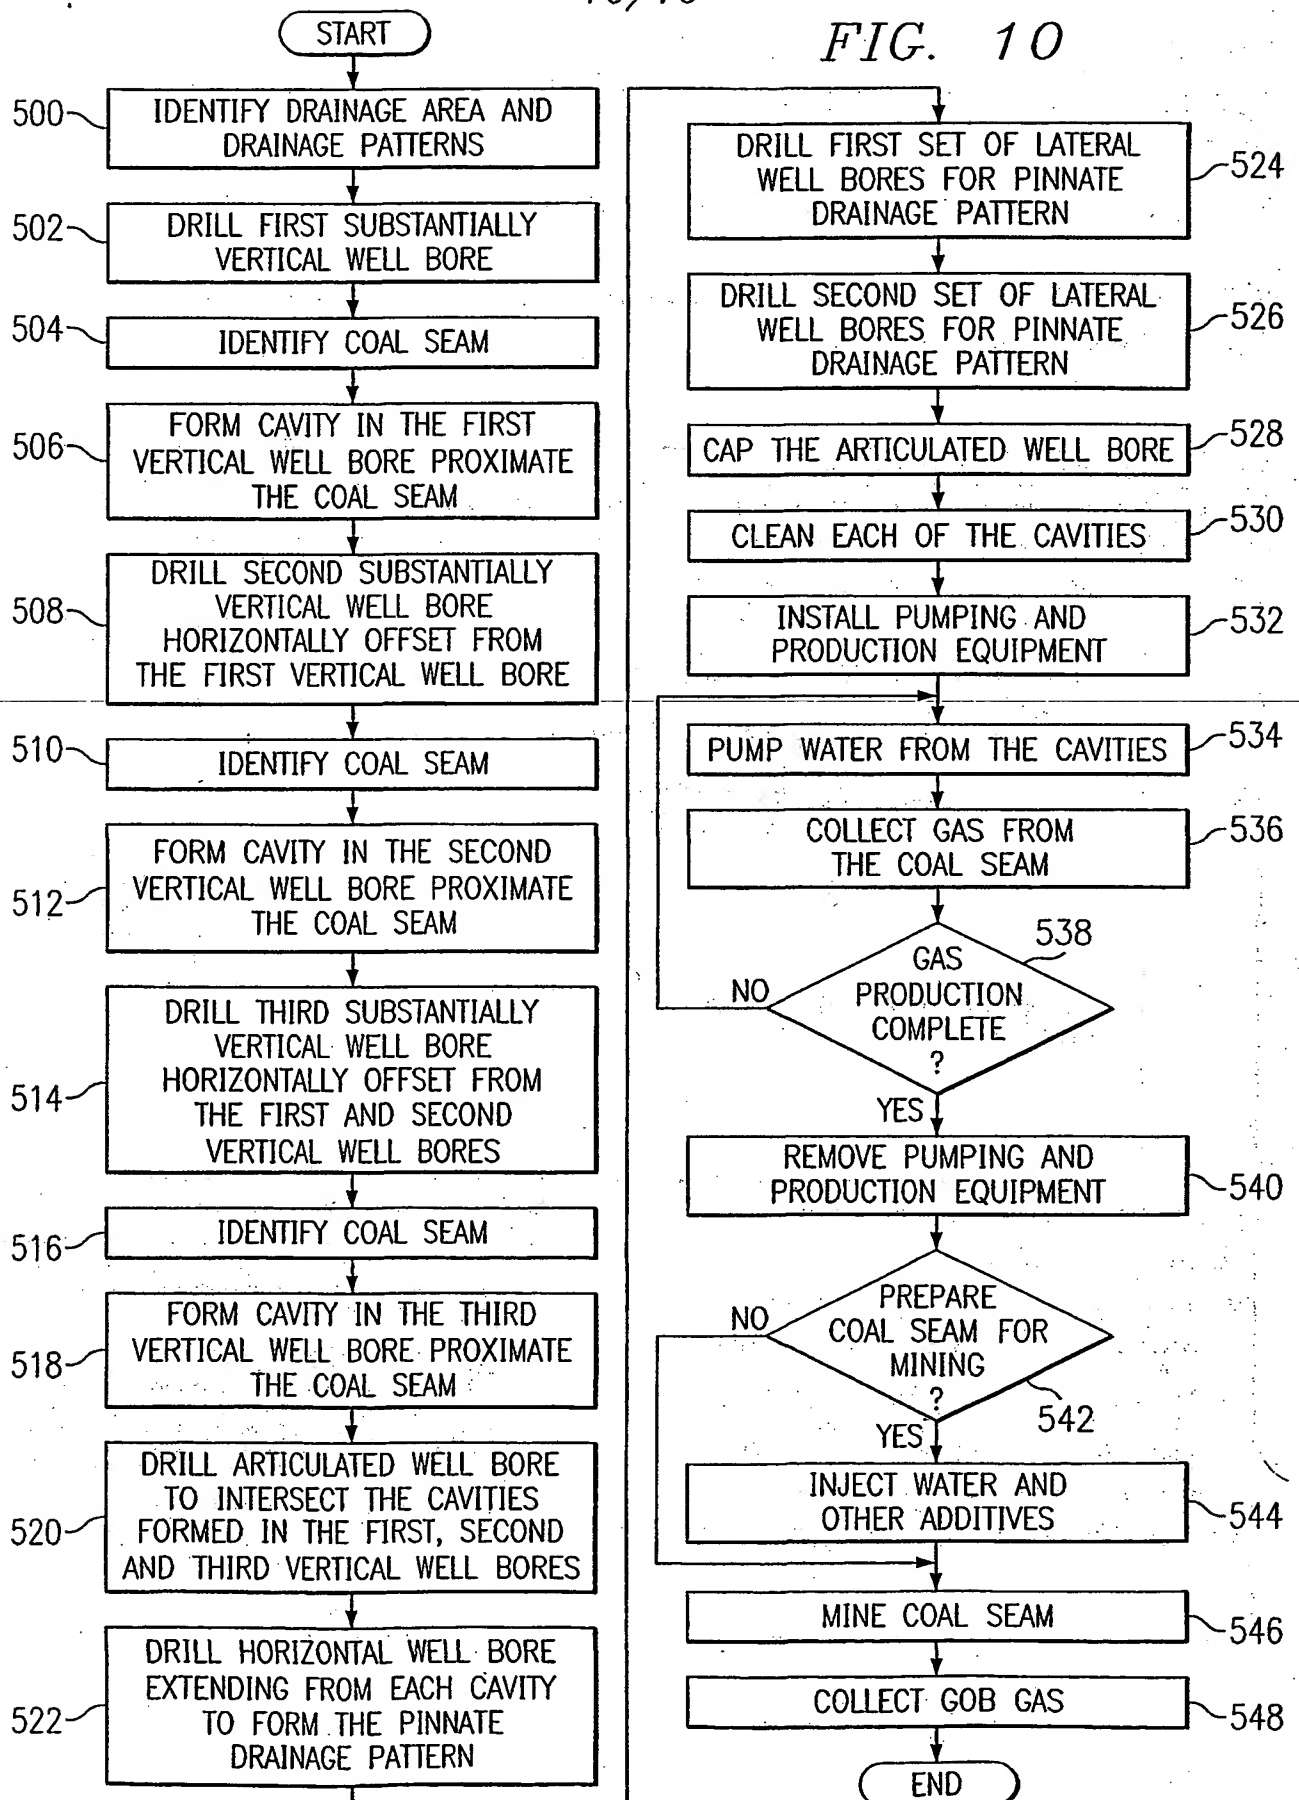 FIG. 10
START
500
IDENTIFY DRAINAGE AREA AND
DRAINAGE PATTERNS
502
DRILL FIRST SUBSTANTIALLY
VERTICAL WELL BORE
504
IDENTIFY COAL SEAM
506
FORM CAVITY IN THE FIRST
VERTICAL WELL BORE PROXIMATE
THE COAL SEAM
508
DRILL SECOND SUBSTANTIALLY
VERTICAL WELL BORE
HORIZONTALLY OFFSET FROM
THE FIRST VERTICAL WELL BORE
510
IDENTIFY COAL SEAM
512
FORM CAVITY IN THE SECOND
VERTICAL WELL BORE PROXIMATE
THE COAL SEAM
514
DRILL THIRD SUBSTANTIALLY
VERTICAL WELL BORE
HORIZONTALLY OFFSET FROM
THE FIRST AND SECOND
VERTICAL WELL BORES
516
IDENTIFY COAL SEAM
518
FORM CAVITY IN THE THIRD
VERTICAL WELL BORE PROXIMATE
THE COAL SEAM
520
DRILL ARTICULATED WELL BORE
TO INTERSECT THE CAVITIES
FORMED IN THE FIRST, SECOND
AND THIRD VERTICAL WELL BORES
522
DRILL HORIZONTAL WELL BORE
EXTENDING FROM EACH CAVITY
TO FORM THE PINNATE
DRAINAGE PATTERN
DRILL FIRST SET OF LATERAL
WELL BORES FOR PINNATE
DRAINAGE PATTERN
524
DRILL SECOND SET OF LATERAL
WELL BORES FOR PINNATE
DRAINAGE PATTERN
526
CAP THE ARTICULATED WELL BORE
528
CLEAN EACH OF THE CAVITIES
530
INSTALL PUMPING AND
PRODUCTION EQUIPMENT
532
PUMP WATER FROM THE CAVITIES
534
COLLECT GAS FROM
THE COAL SEAM
536
538
GAS
PRODUCTION
COMPLETE
?
NO
YES
REMOVE PUMPING AND
PRODUCTION EQUIPMENT
540
PREPARE
COAL SEAM FOR
MINING
?
NO
542
YES
INJECT WATER AND
OTHER ADDITIVES
544
MINE COAL SEAM
546
COLLECT GOB GAS
548
END